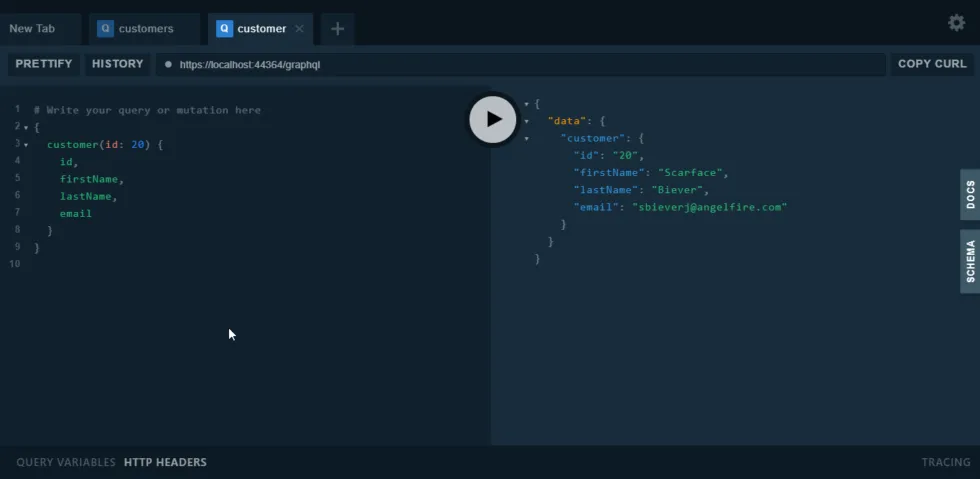 New Tab
Q customers
Q customer
PRETTIFY HISTORY https://localhost:44364/graphql COPY CURL
1 # Write your query or mutation here
2 {
3 customer(id: 20) {
4 id,
5 firstName,
6 lastName,
7 email
8 }
9 }
10
{
"data": {
"customer": {
"id": "20",
"firstName": "Scarface",
"lastName": "Biever",
"email": "sbieverj@angelfire.com"
}
}
}
DOCS
SCHEMA
QUERY VARIABLES HTTP HEADERS TRACING